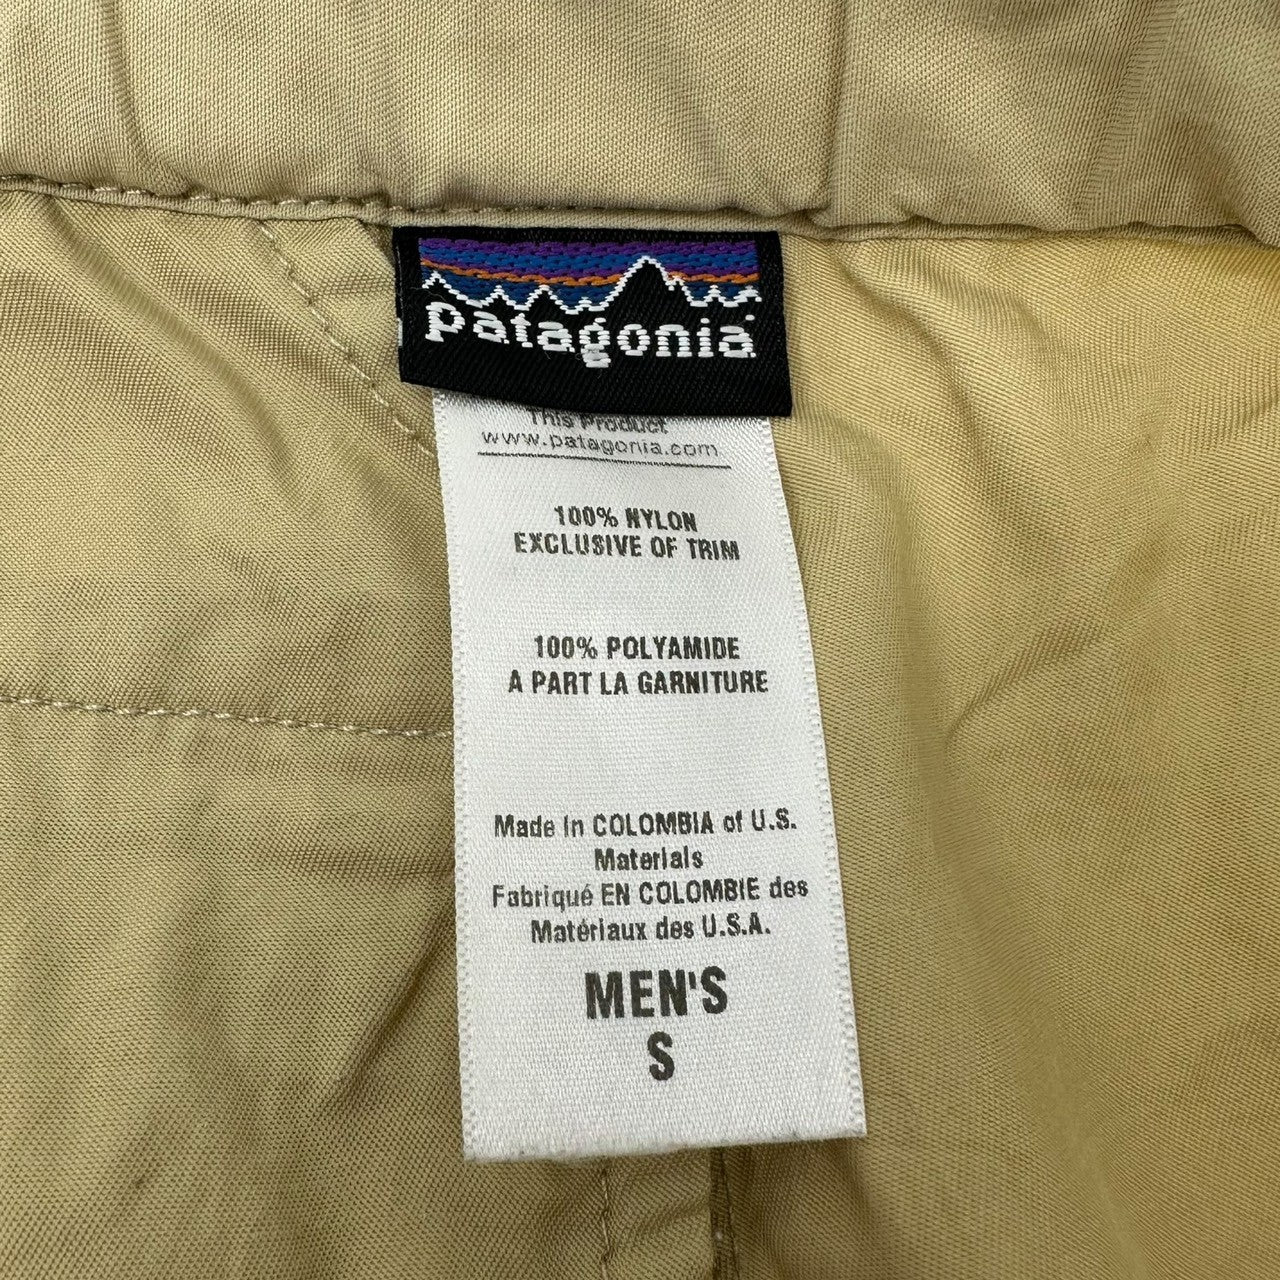 patagonia
This Product
www.patagonia.com
100% NYLON
EXCLUSIVE OF TRIM
100% POLYAMIDE
A PART LA GARNITURE
Made in COLOMBIA of U.S.
Materials
Fabriqué EN COLOMBIE des
Matériaux des U.S.A.
MEN'S
S